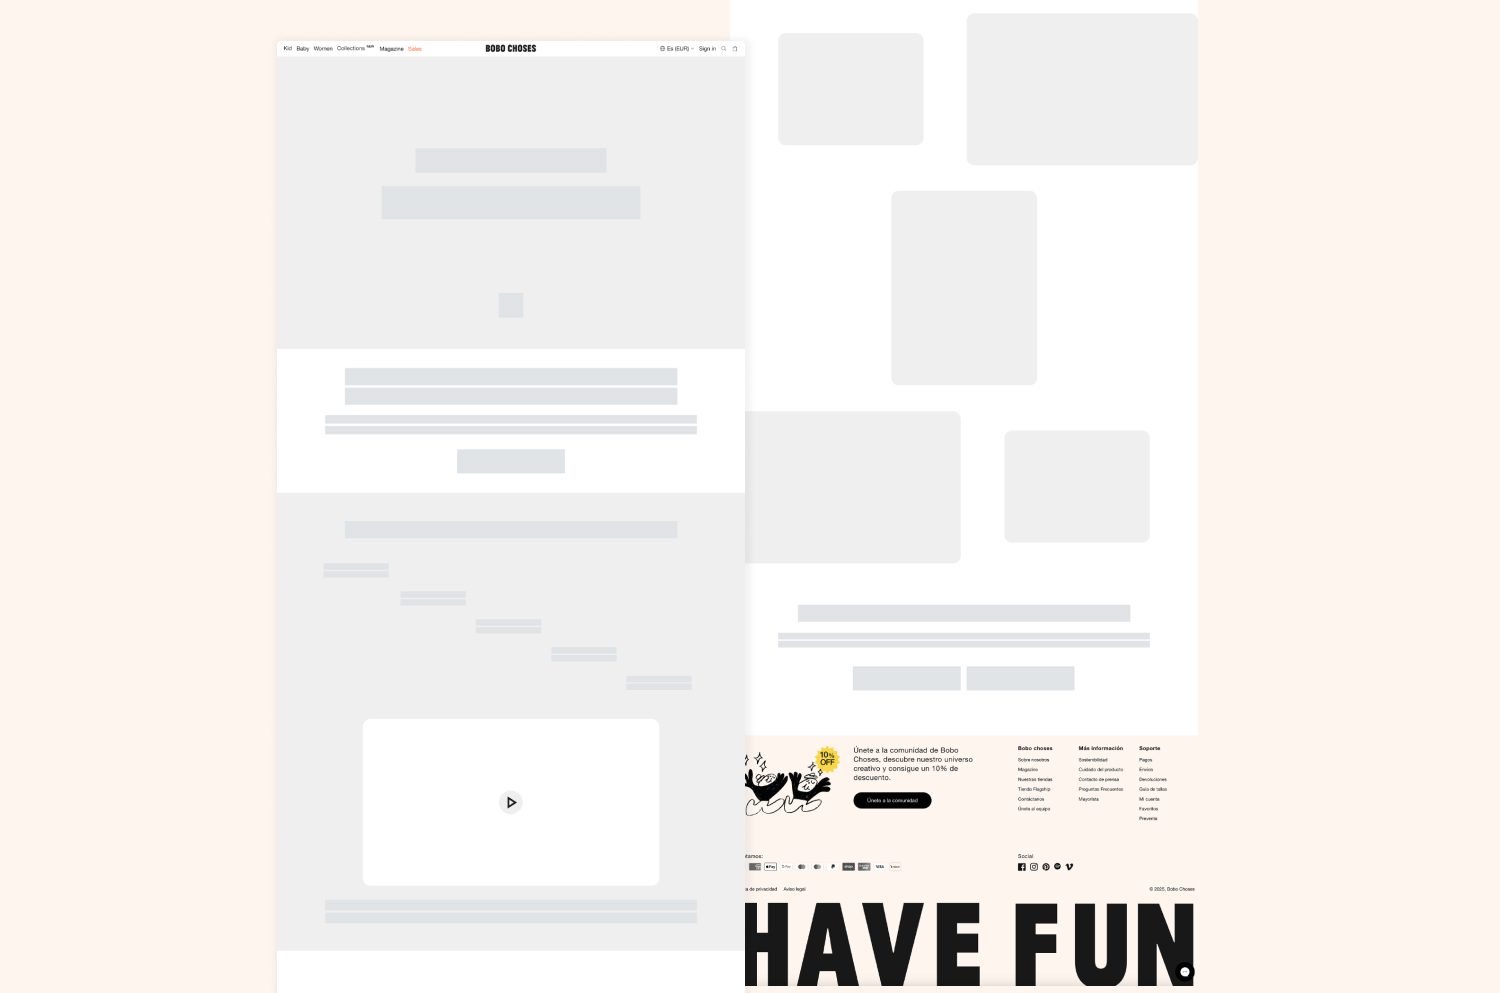 Kid Baby Women Collections NEW Magazine Sales
BOBO CHOSES
Es (EUR) Sign in
10%
OFF
Únete a la comunidad de Bobo
Choses, descubre nuestro universo
creativo y consigue un 10% de
descuento.
Únete a la comunidad
Bobo choses
Sobre nosotros
Magazine
Nuestras tiendas
Tienda Flagship
Contáctanos
Únete al equipo
Más información
Sostenibilidad
Cuidado del producto
Contacto de prensa
Preguntas Frecuentes
Mayorista
Soporte
Pagos
Envíos
Devoluciones
Guía de tallas
Mi cuenta
Favoritos
Preventa
tamos:
Pay
Pay
VISA
Social
a de privacidad Aviso legal
© 2025, Bobo Choses
HAVE FUN